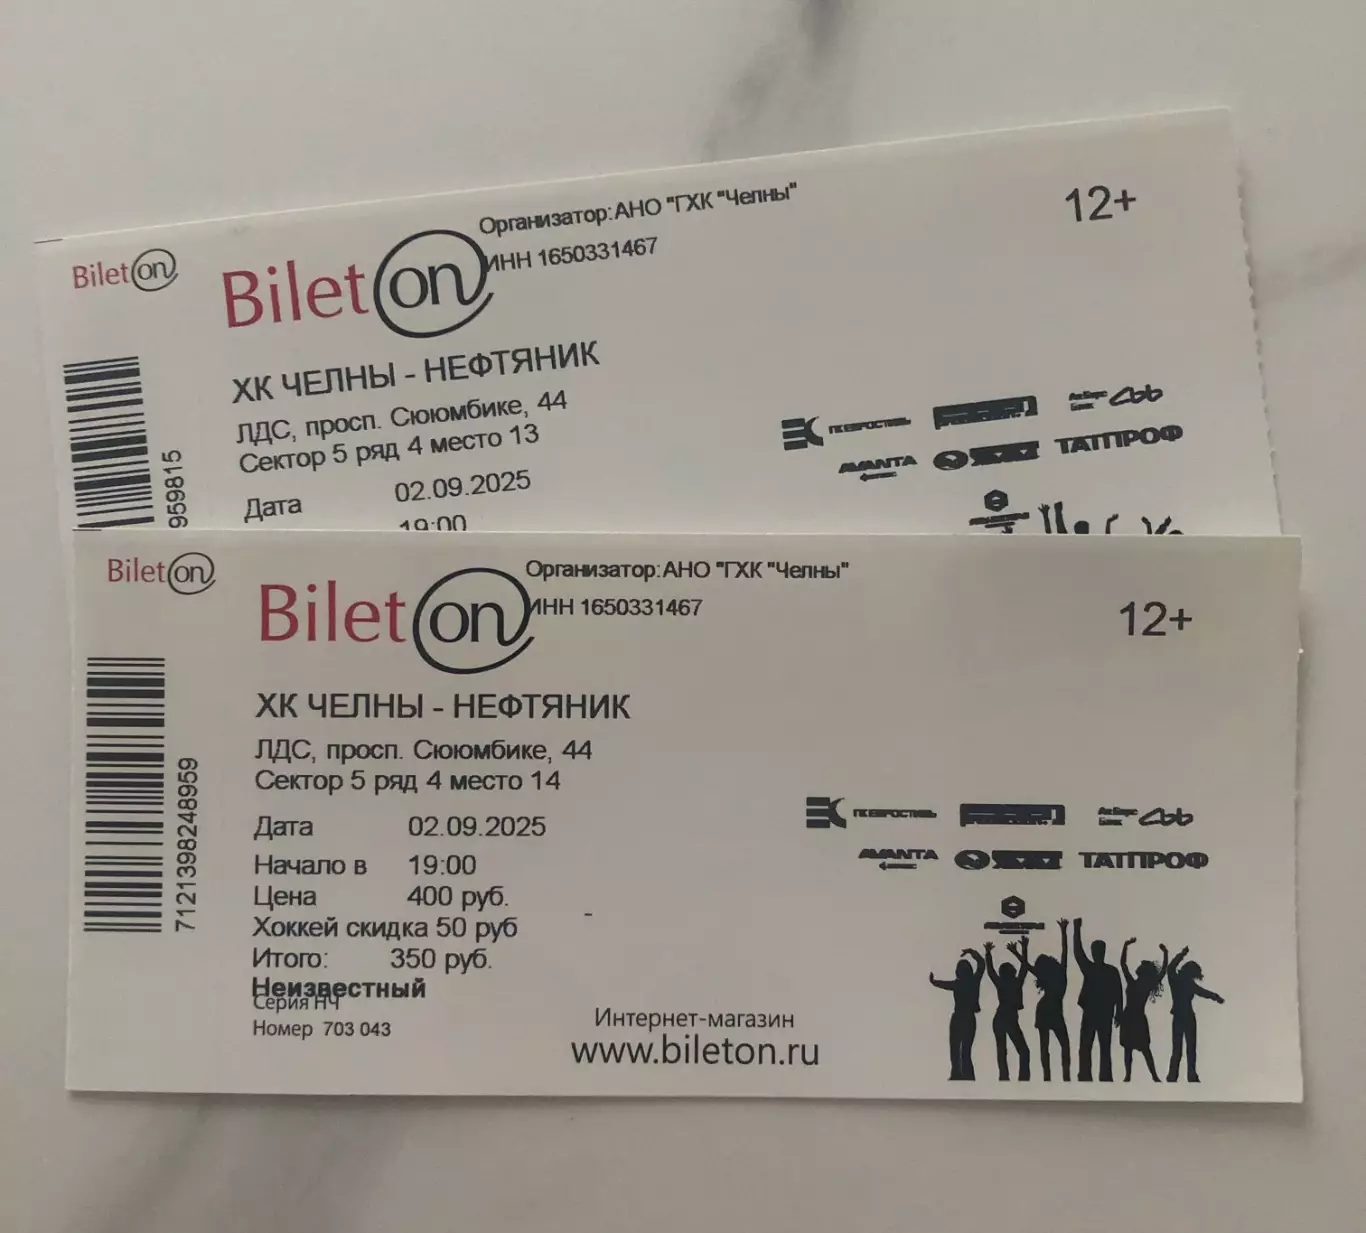 Bileton
Bileton
Организатор:АНО "ГХК "Челны"
ИНН 1650331467
12+
ХК ЧЕЛНЫ - НЕФТЯНИК
ЛДС, просп. Сююмбике, 44
Сектор 5 ряд 4 место 13
Дата 02.09.2025
19:00
959815
AVANTA
ТАТПРОФ
Bileton
Bileton
Организатор:АНО "ГХК "Челны"
ИНН 1650331467
12+
ХК ЧЕЛНЫ - НЕФТЯНИК
ЛДС, просп. Сююмбике, 44
Сектор 5 ряд 4 место 14
Дата 02.09.2025
Начало в 19:00
Цена 400 руб.
Хоккей скидка 50 руб
Итого: 350 руб.
Неизвестный
Серия НЧ
Номер 703 043
7121398248959
AVANTA
ТАТПРОФ
Интернет-магазин
www.bileton.ru